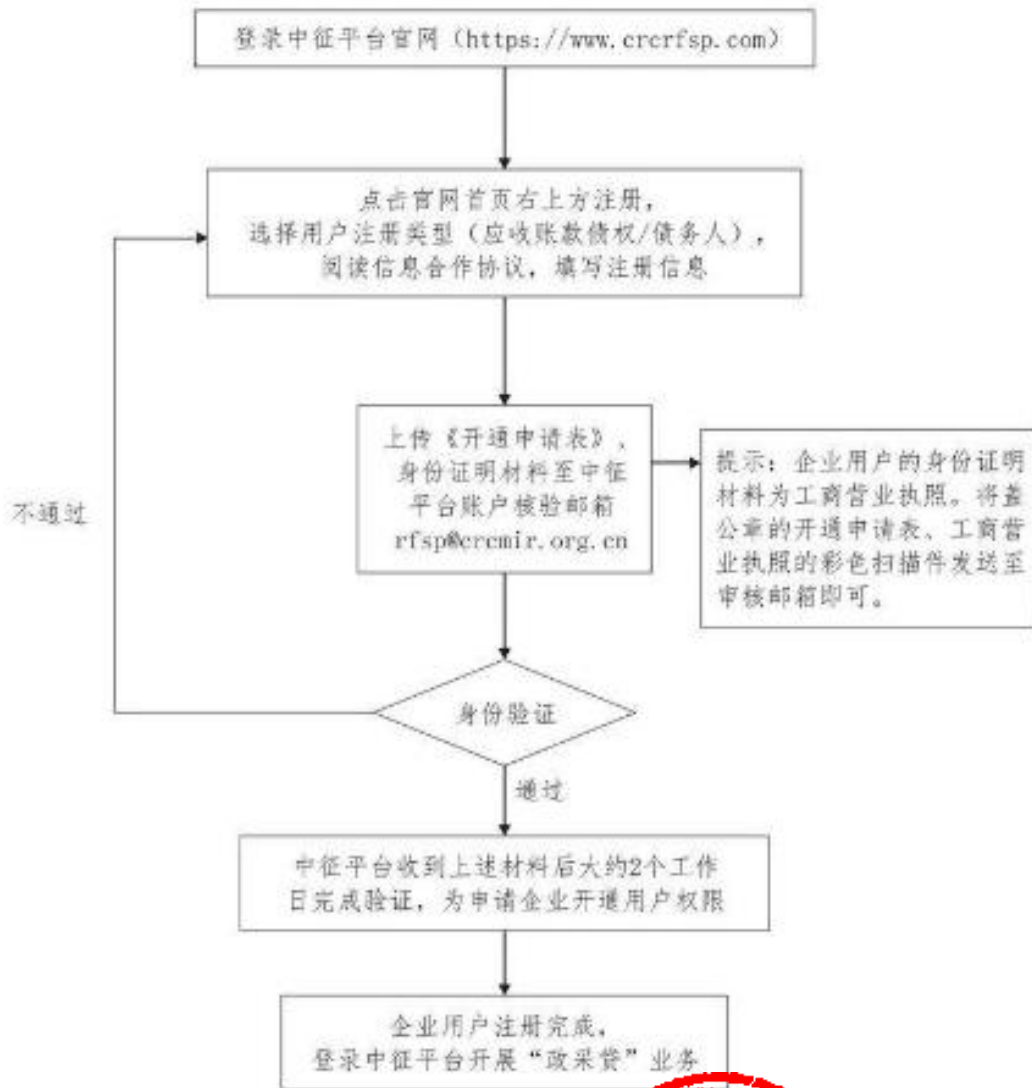 登录中征平台官网（https://www.crcrfsp.com）
点击官网首页右上方注册，
选择用户注册类型（应收账款债权/债务人），
阅读信息合作协议，填写注册信息
上传《开通申请表》、
身份证明材料至中征
平台账户核验邮箱
rfsp@crcmir.org.cn
提示：企业用户的身份证明
材料为工商营业执照。将盖
公章的开通申请表、工商营
业执照的彩色扫描件发送至
审核邮箱即可。
不通过
身份验证
通过
中征平台收到上述材料后大约2个工作
日完成验证，为申请企业开通用户权限
企业用户注册完成，
登录中征平台开展“政采贷”业务